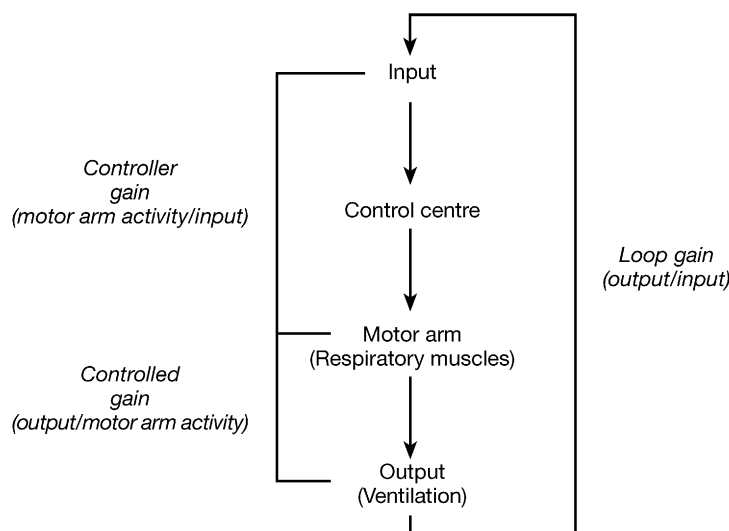 Input
Controller
gain
(motor arm activity/input)
Control centre
Loop gain
(output/input)
Motor arm
(Respiratory muscles)
Controlled
gain
(output/motor arm activity)
Output
(Ventilation)